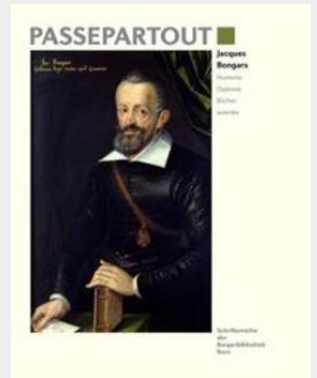 PASSEPARTOUT
Jacques
Bongars
Humanist
Diplomat
Bücher-
sammler
Schriftenreihe
der
Burgerbibliothek
Bern